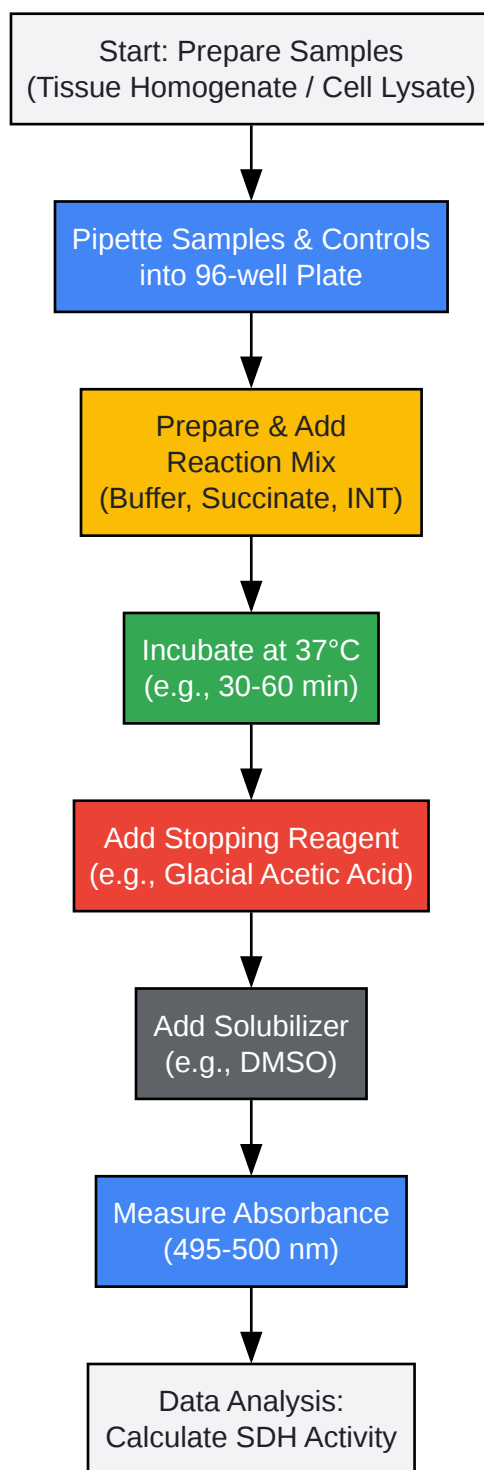 Start: Prepare Samples
(Tissue Homogenate / Cell Lysate)
Pipette Samples & Controls
into 96-well Plate
Prepare & Add
Reaction Mix
(Buffer, Succinate, INT)
Incubate at 37°C
(e.g., 30-60 min)
Add Stopping Reagent
(e.g., Glacial Acetic Acid)
Add Solubilizer
(e.g., DMSO)
Measure Absorbance
(495-500 nm)
Data Analysis:
Calculate SDH Activity